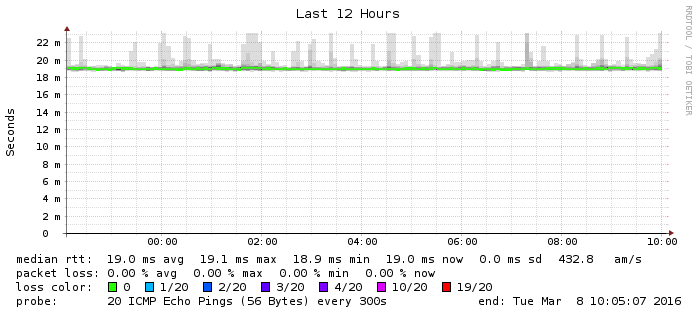 Last 12 Hours
RRDTOOL / TOBI OETIKER
Seconds
22 m
20 m
18 m
16 m
14 m
12 m
10 m
8 m
6 m
4 m
2 m
0
00:00 02:00 04:00 06:00 08:00 10:00
median rtt: 19.0 ms avg 19.1 ms max 18.9 ms min 19.0 ms now 0.0 ms sd 432.8 am/s
packet loss: 0.00 % avg 0.00 % max 0.00 % min 0.00 % now
loss color: 0 1/20 2/20 3/20 4/20 10/20 19/20
probe: 20 ICMP Echo Pings (56 Bytes) every 300s end: Tue Mar 8 10:05:07 2016